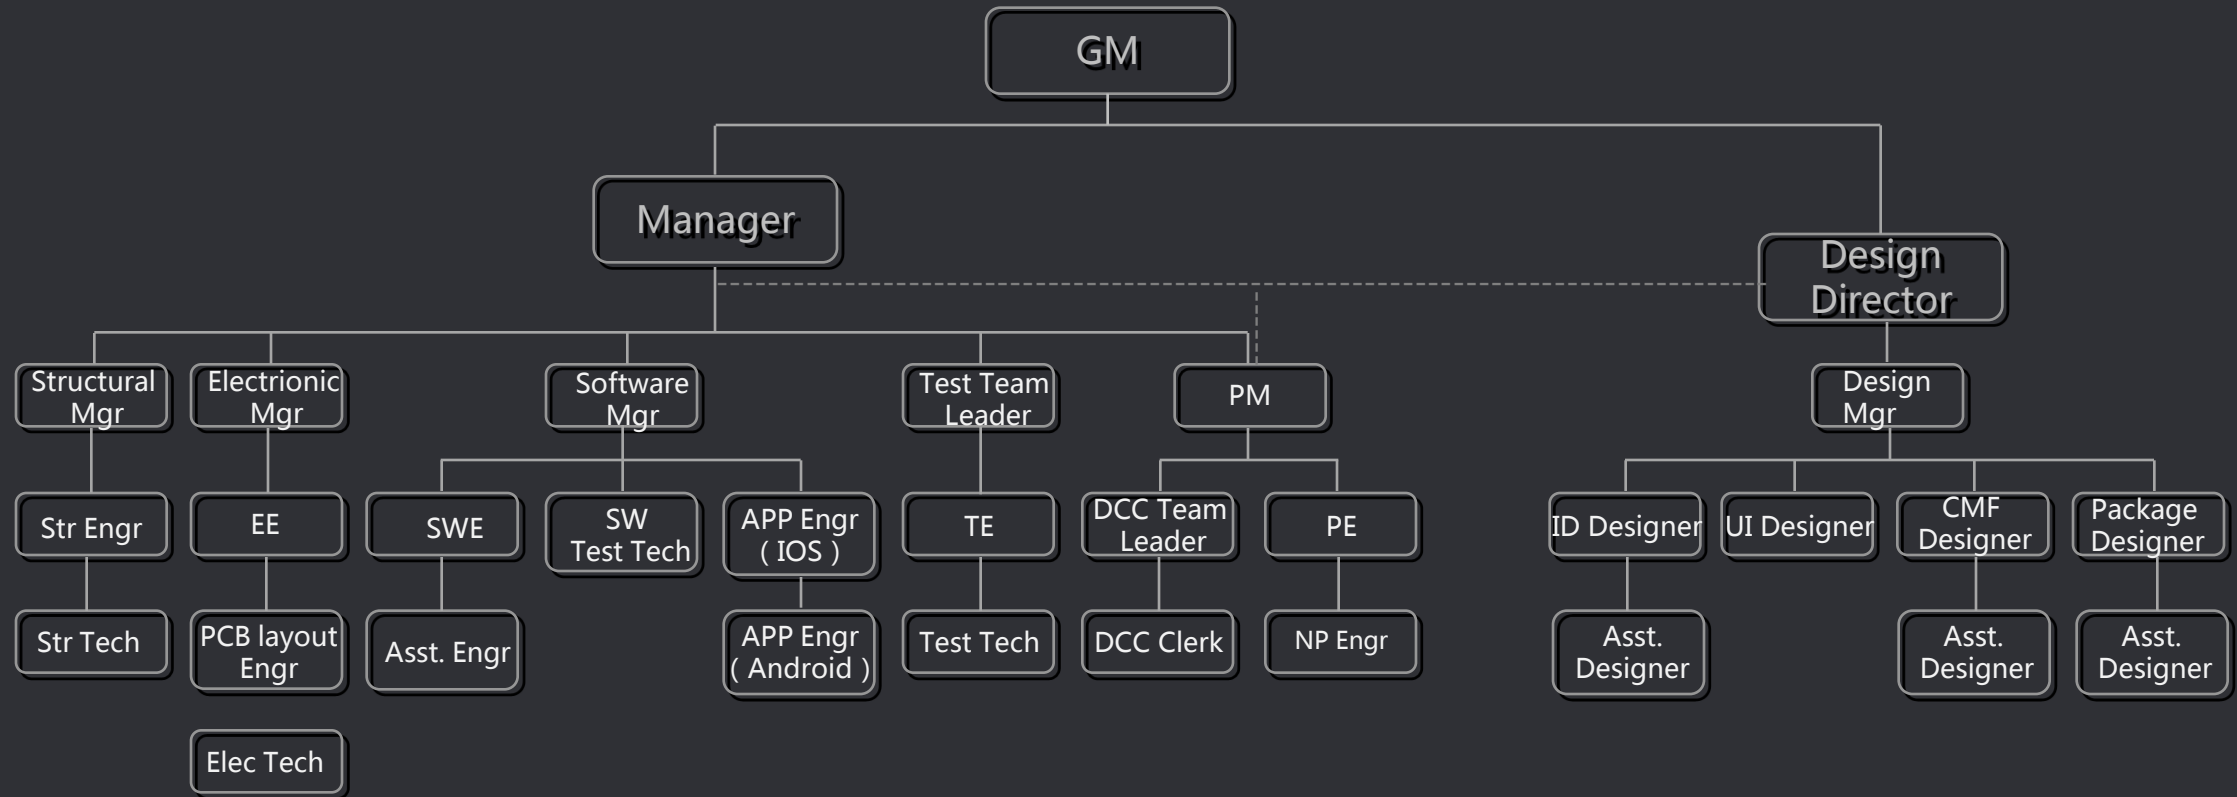 GM
Manager
Design
Director
Structural
Mgr
Electrionic
Mgr
Software
Mgr
Test Team
Leader
PM
Design
Mgr
Str Engr
EE
SWE
SW
Test Tech
APP Engr
( IOS )
TE
DCC Team
Leader
PE
ID Designer
UI Designer
CMF
Designer
Package
Designer
Str Tech
PCB layout
Engr
Asst. Engr
APP Engr
( Android )
Test Tech
DCC Clerk
NP Engr
Asst.
Designer
Asst.
Designer
Asst.
Designer
Elec Tech